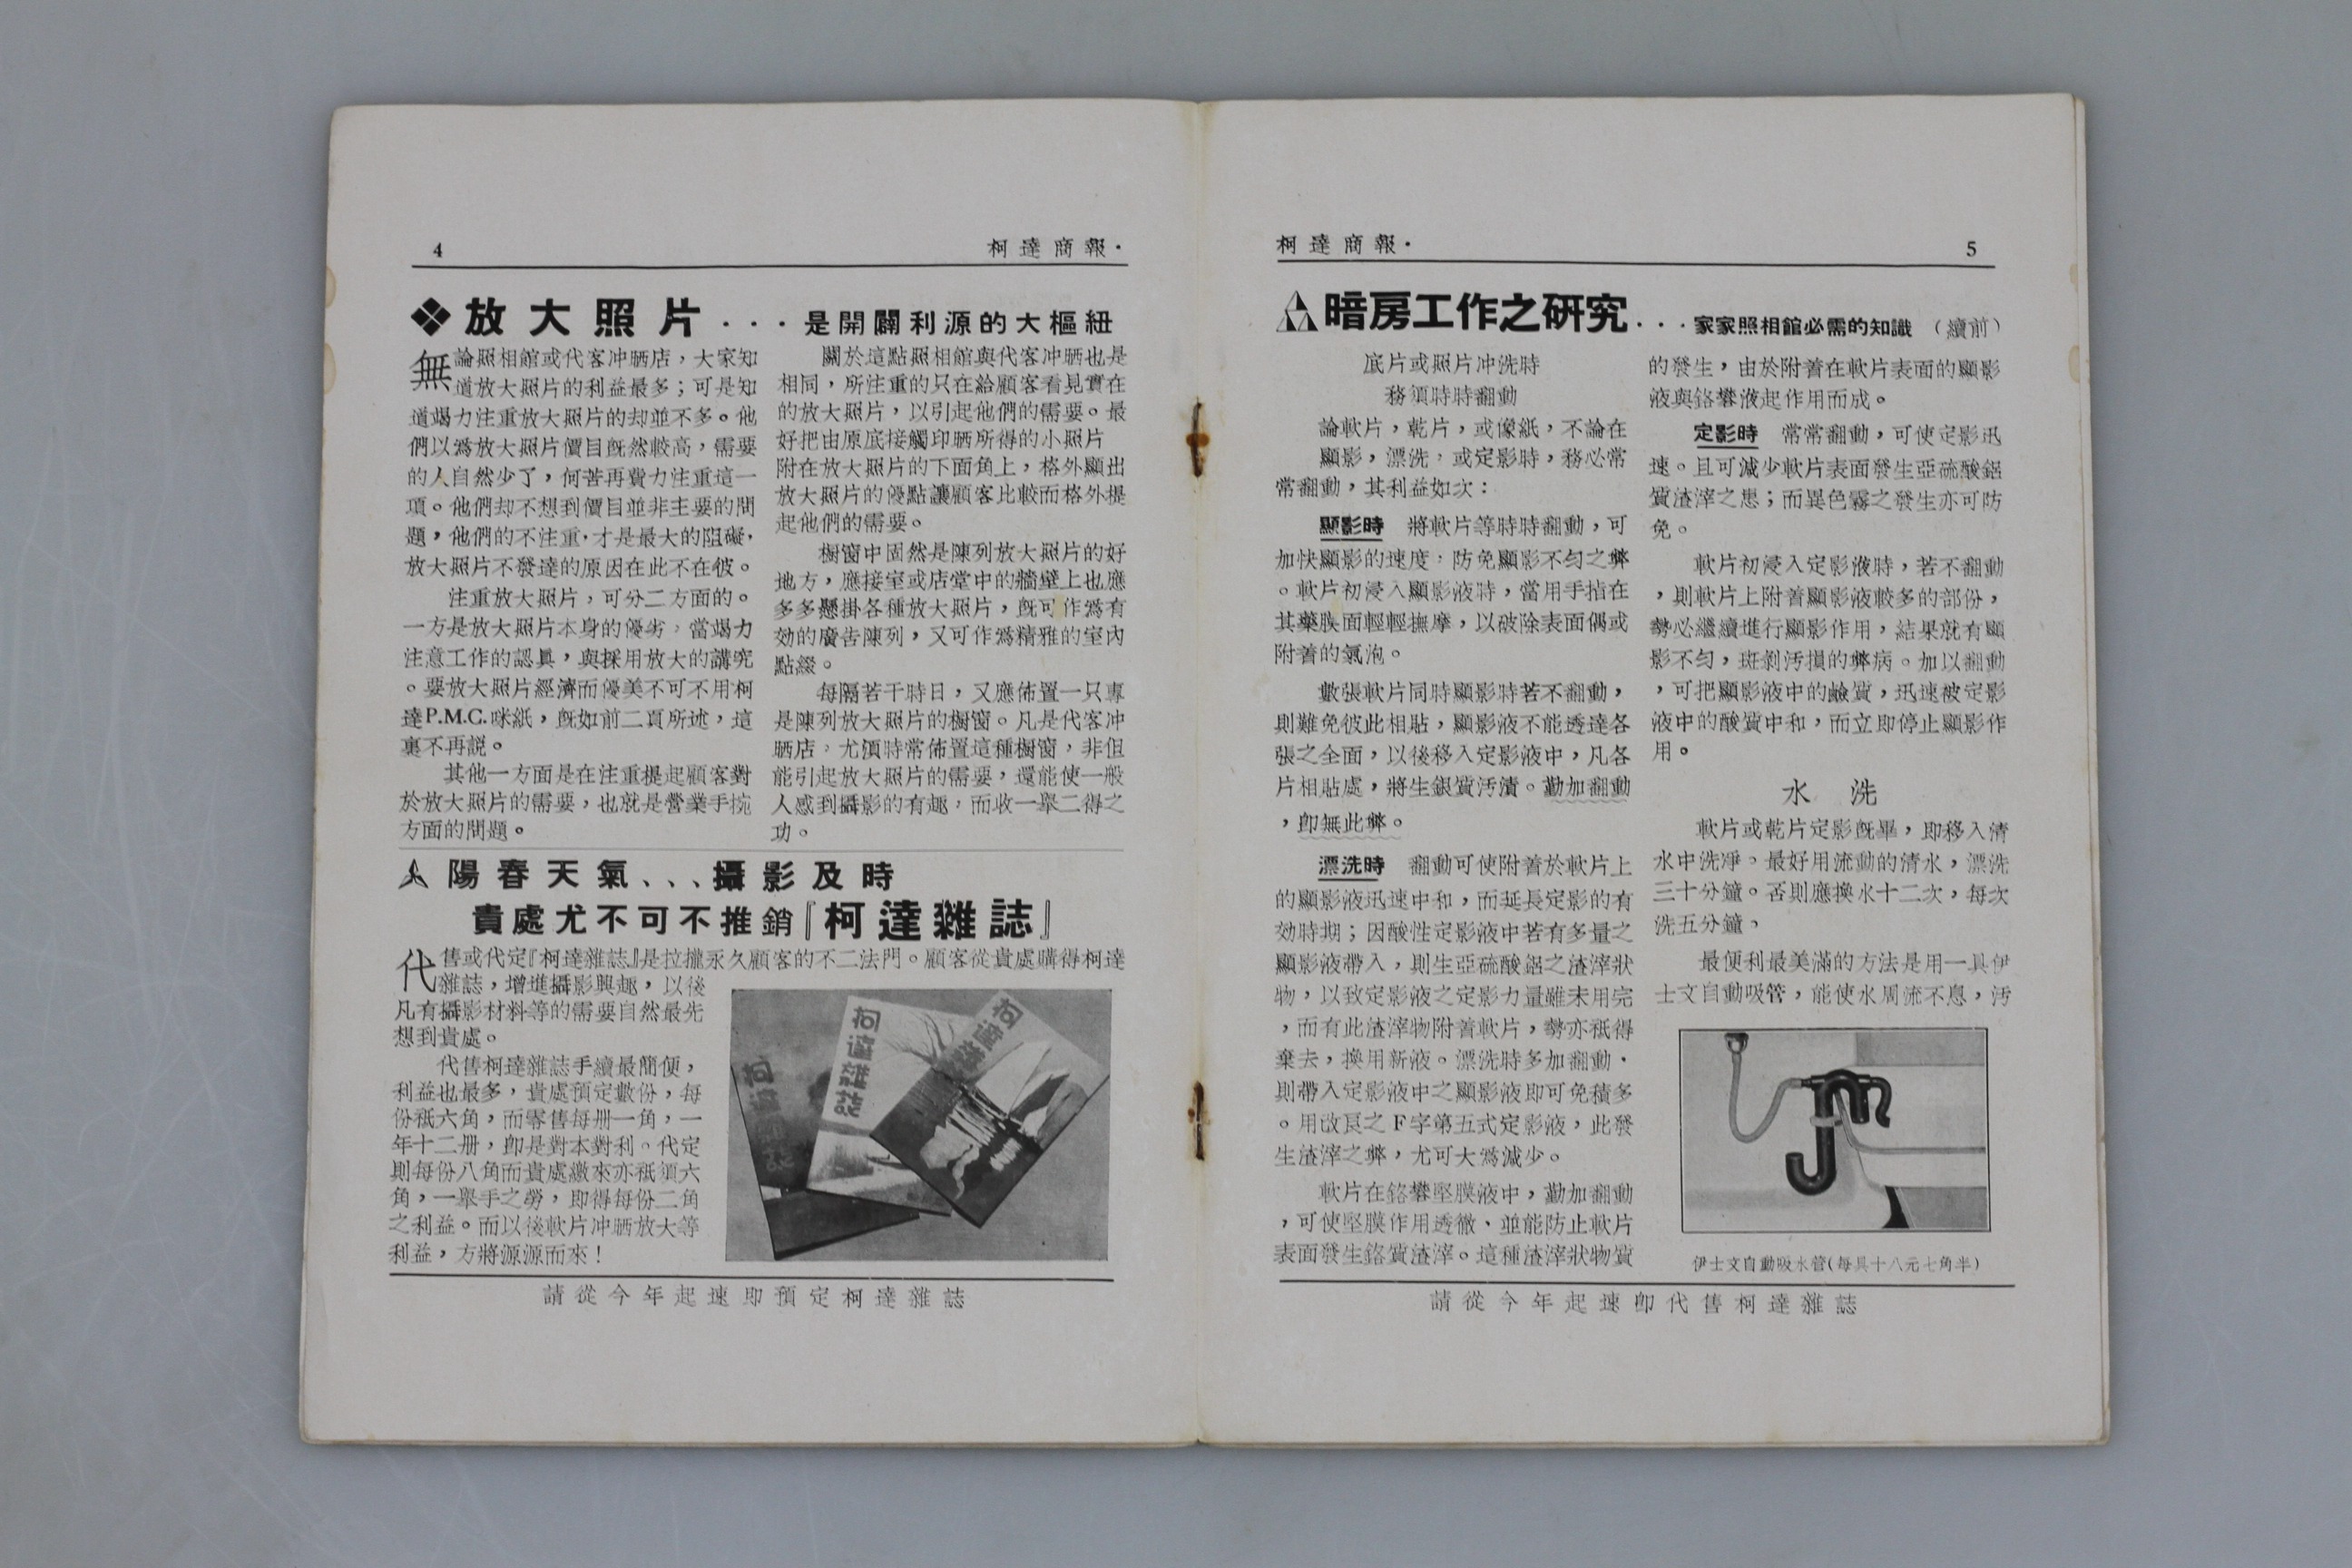 4
柯達商報·
❖放大照片···是開闢利源的大樞紐
無論照相館或代客冲晒店，大家知
道放大照片的利益最多；可是知
道竭力注重放大照片的却並不多。他
們以爲放大照片價目旣然較高，需要
的人自然少了，何苦再費力注重這一
項。他們却不想到價目並非主要的問
題，他們的不注重，才是最大的阻礙，
放大照片不發達的原因在此不在彼。
注重放大照片，可分二方面的。
一方是放大照片本身的優劣，當竭力
注意工作的認眞，與採用放大的講究
。要放大照片經濟而優美不可不用柯
達P.M.C.咪紙，旣如前二頁所述，這
裏不再説。
其他一方面是在注重提起顧客對
於放大照片的需要，也就是營業手捥
方面的問題。
關於這點照相館與代客冲晒也是
相同，所注重的只在給顧客看見實在
的放大照片，以引起他們的需要。最
好把由原底接觸印晒所得的小照片
附在放大照片的下面角上，格外顯出
放大照片的優點讓顧客比較而格外提
起他們的需要。
橱窗中固然是陳列放大照片的好
地方，應接室或店堂中的牆壁上也應
多多懸掛各種放大照片，旣可作爲有
効的廣告陳列，又可作爲精雅的室內
點綴。
每隔若干時日，又應佈置一只專
是陳列放大照片的橱窗。凡是代客冲
晒店，尤須時常佈置這種橱窗，非但
能引起放大照片的需要，還能使一般
人感到攝影的有趣，而收一舉二得之
功。
陽春天氣、、、攝影及時
貴處尤不可不推銷『柯達雜誌』
代售或代定『柯達雜誌』是拉攏永久顧客的不二法門。顧客從貴處購得柯達
雜誌，增進攝影興趣，以後
凡有攝影材料等的需要自然最先
想到貴處。
代售柯達雜誌手續最簡便，
利益也最多，貴處預定數份，每
份祇六角，而零售每册一角，一
年十二册，卽是對本對利。代定
則每份八角而貴處繳來亦祇須六
角，一舉手之勞，卽得每份二角
之利益。而以後軟片冲晒放大等
利益，方將源源而來！
柯達雜誌
柯達雜誌
柯達雜誌
請從今年起速即預定柯達雜誌
柯達商報·
5
暗房工作之研究···家家照相館必需的知識（續前）
底片或照片冲洗時
務須時時翻動
論軟片，乾片，或像紙，不論在
顯影，漂洗，或定影時，務必常
常翻動，其利益如次：
顯影時　將軟片等時時翻動，可
加快顯影的速度，防免顯影不匀之弊
。軟片初浸入顯影液時，當用手指在
其藥膜面輕輕撫摩，以破除表面偶或
附着的氣泡。
數張軟片同時顯影時若不翻動，
則難免彼此相貼，顯影液不能透達各
張之全面，以後移入定影液中，凡各
片相貼處，將生銀質汚漬。勤加翻動
，卽無此弊。
漂洗時　翻動可使附着於軟片上
的顯影液迅速中和，而延長定影的有
効時期；因酸性定影液中若有多量之
顯影液帶入，則生亞硫酸鋁之渣滓狀
物，以致定影液之定影力量雖未用完
，而有此渣滓物附着軟片，勢亦祇得
棄去，換用新液。漂洗時多加翻動，
則帶入定影液中之顯影液即可免積多
。用改良之 F字第五式定影液，此發
生渣滓之弊，尤可大爲減少。
軟片在鉻礬堅膜液中，勤加翻動
，可使堅膜作用透徹、並能防止軟片
表面發生鉻質渣滓。這種渣滓狀物質
的發生，由於附着在軟片表面的顯影
液與鉻礬液起作用而成。
定影時　常常翻動，可使定影迅
速。且可減少軟片表面發生亞硫酸鋁
質渣滓之患；而異色霧之發生亦可防
免。
軟片初浸入定影液時，若不翻動
，則軟片上附着顯影液較多的部份，
勢必繼續進行顯影作用，結果就有顯
影不匀，斑剝汚損的弊病。加以翻動
，可把顯影液中的鹼質，迅速被定影
液中的酸質中和，而立即停止顯影作
用。
水　洗
軟片或乾片定影旣畢，即移入清
水中洗凈。最好用流動的清水，漂洗
三十分鐘。否則應換水十二次，每次
洗五分鐘。
最便利最美滿的方法是用一具伊
士文自動吸管，能使水周流不息，汚
伊士文自動吸水管(每具十八元七角半)
請從今年起速卽代售柯達雜誌